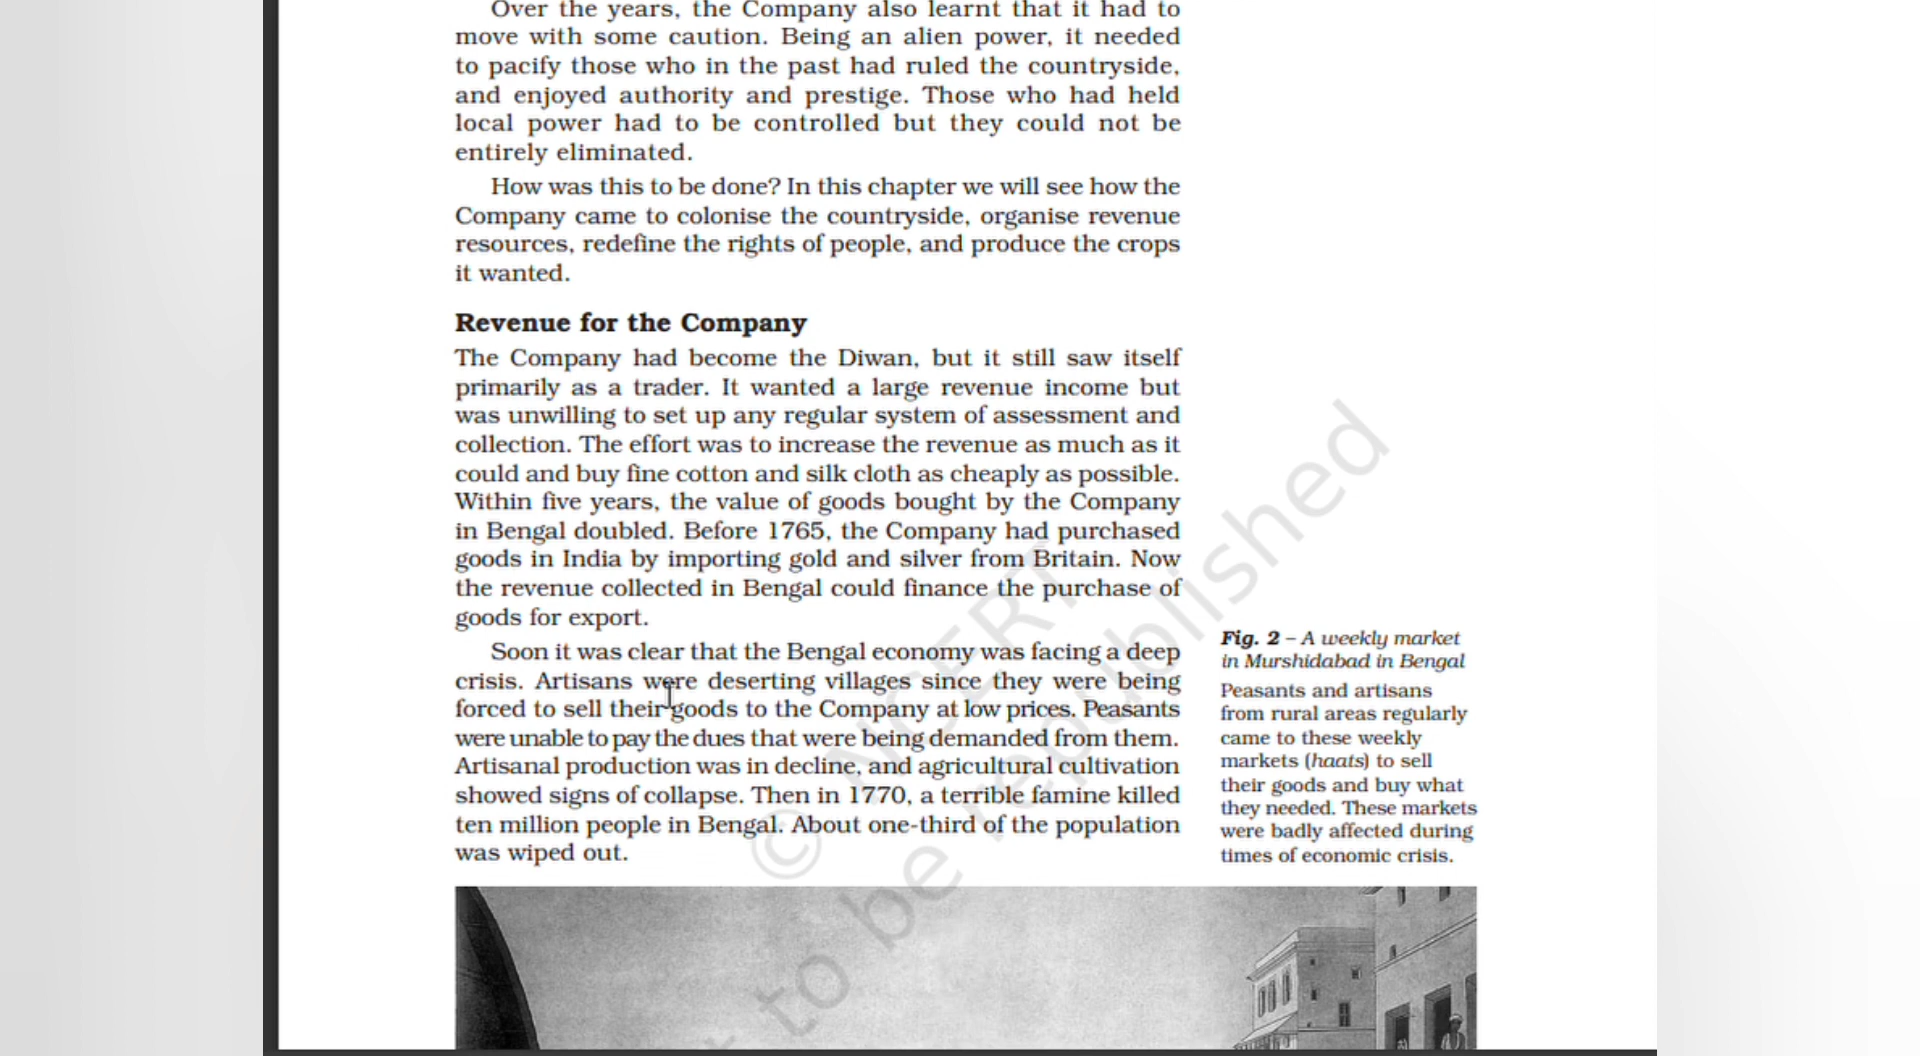 Over the years, the Company also learnt that it had to
move with some caution. Being an alien power, it needed
to pacify those who in the past had ruled the countryside,
and enjoyed authority and prestige. Those who had held
local power had to be controlled but they could not be
entirely eliminated.
How was this to be done? In this chapter we will see how the
Company came to colonise the countryside, organise revenue
resources, redefine the rights of people, and produce the crops
it wanted.
Revenue for the Company
The Company had become the Diwan, but it still saw itself
primarily as a trader. It wanted a large revenue income but
was unwilling to set up any regular system of assessment and
collection. The effort was to increase the revenue as much as it
could and buy fine cotton and silk cloth as cheaply as possible.
Within five years, the value of goods bought by the Company
in Bengal doubled. Before 1765, the Company had purchased
goods in India by importing gold and silver from Britain. Now
the revenue collected in Bengal could finance the purchase of
goods for export.
Soon it was clear that the Bengal economy was facing a deep
crisis. Artisans were deserting villages since they were being
forced to sell their goods to the Company at low prices. Peasants
were unable to pay the dues that were being demanded from them.
Artisanal production was in decline, and agricultural cultivation
showed signs of collapse. Then in 1770, a terrible famine killed
ten million people in Bengal. About one-third of the population
was wiped out.
Fig. 2 – A weekly market
in Murshidabad in Bengal
Peasants and artisans
from rural areas regularly
came to these weekly
markets (haats) to sell
their goods and buy what
they needed. These markets
were badly affected during
times of economic crisis.
© NCERT
to be republished